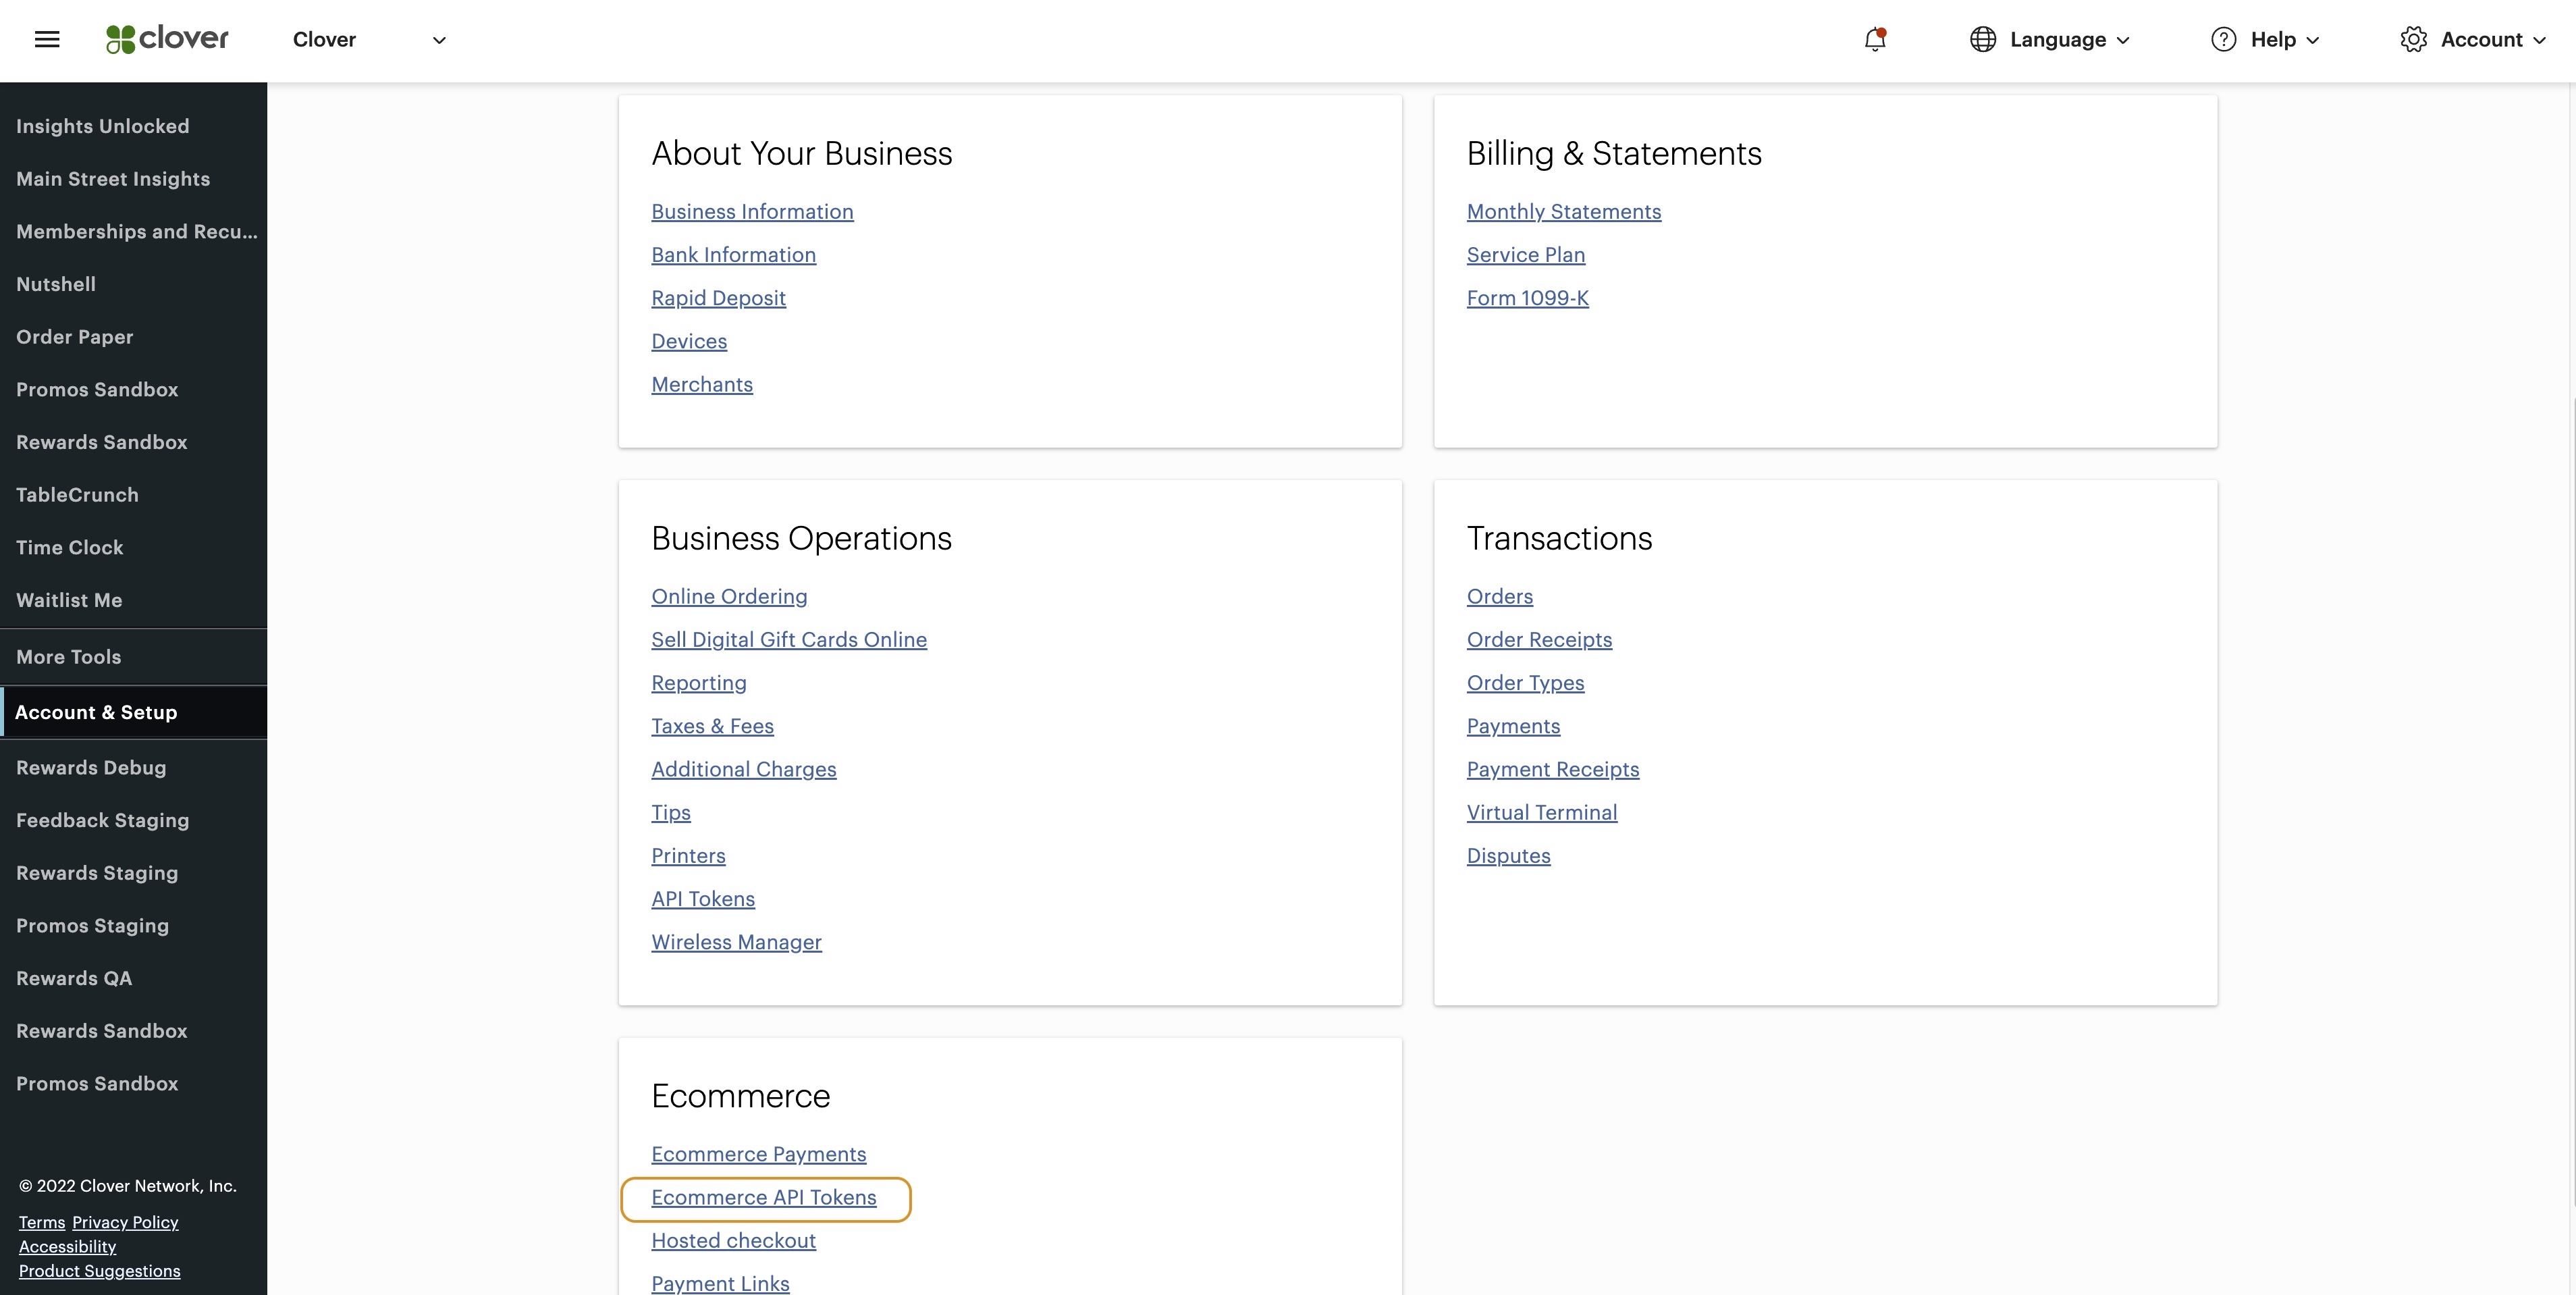 clover
Clover
Language
Help
Account
Insights Unlocked
Main Street Insights
Memberships and Recu...
Nutshell
Order Paper
Promos Sandbox
Rewards Sandbox
TableCrunch
Time Clock
Waitlist Me
More Tools
Account & Setup
Rewards Debug
Feedback Staging
Rewards Staging
Promos Staging
Rewards QA
Rewards Sandbox
Promos Sandbox
© 2022 Clover Network, Inc.
Terms Privacy Policy
Accessibility
Product Suggestions
About Your Business
Business Information
Bank Information
Rapid Deposit
Devices
Merchants
Billing & Statements
Monthly Statements
Service Plan
Form 1099-K
Business Operations
Online Ordering
Sell Digital Gift Cards Online
Reporting
Taxes & Fees
Additional Charges
Tips
Printers
API Tokens
Wireless Manager
Transactions
Orders
Order Receipts
Order Types
Payments
Payment Receipts
Virtual Terminal
Disputes
Ecommerce
Ecommerce Payments
Ecommerce API Tokens
Hosted checkout
Payment Links